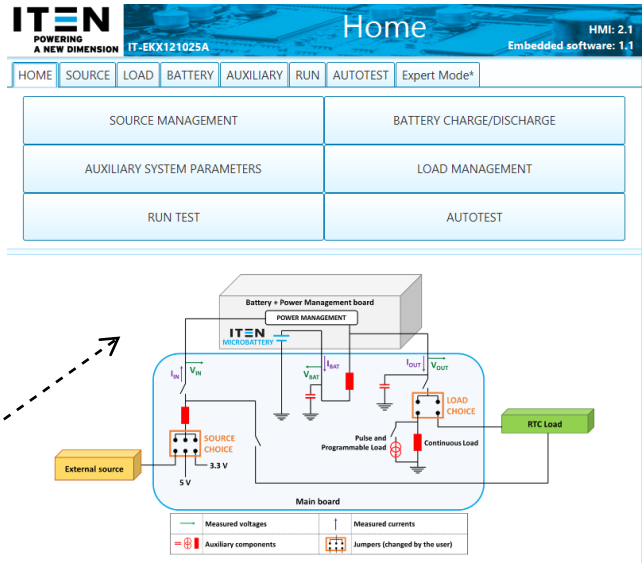 ITEN
POWERING
A NEW DIMENSION
IT-EKX121025A
Home
HMI: 2.1
Embedded software: 1.1
HOME SOURCE LOAD BATTERY AUXILIARY RUN AUTOTEST Expert Mode*
SOURCE MANAGEMENT BATTERY CHARGE/DISCHARGE
AUXILIARY SYSTEM PARAMETERS LOAD MANAGEMENT
RUN TEST AUTOTEST
Battery + Power Management board
POWER MANAGEMENT
ITEN
MICROBATTERY
IIN VIN
VBAT IBAT
IOUT VOUT
LOAD
CHOICE
RTC Load
SOURCE
CHOICE
Pulse and
Programmable Load
Continuous Load
External source
3.3 V
5 V
Main board
Measured voltages Measured currents
Auxiliary components Jumpers (changed by the user)